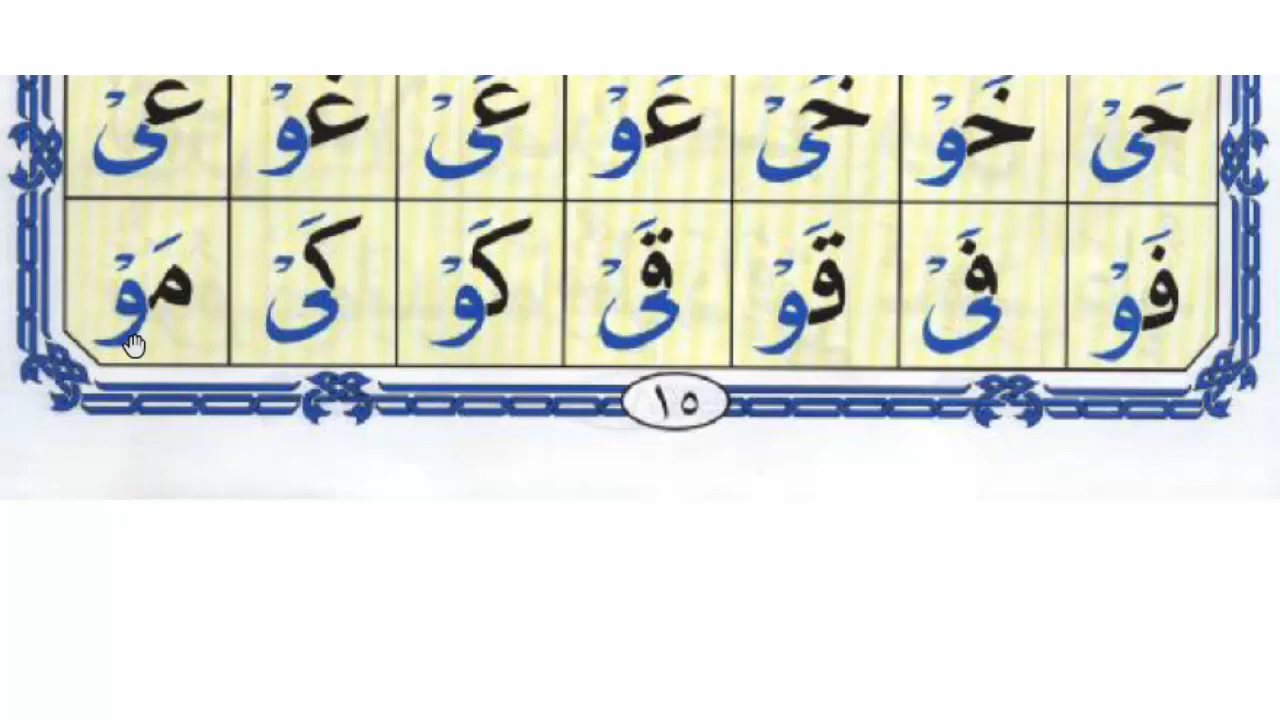 حَىْ خَوْ خَىْ عَوْ عَىْ غَوْ
فَوْ فَىْ قَوْ قَىْ كَوْ كَىْ مَوْ
١٥